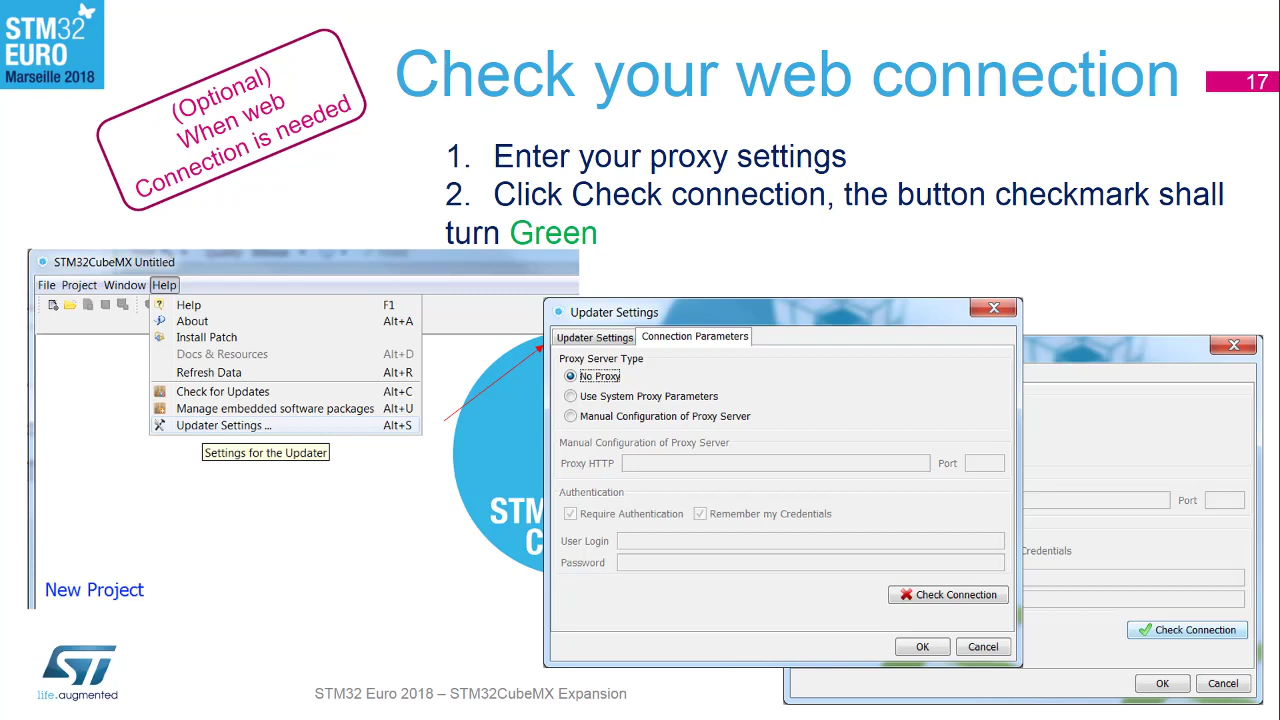 STM32
EURO
Marseille 2018
(Optional)
When web
Connection is needed
Check your web connection
17
1. Enter your proxy settings
2. Click Check connection, the button checkmark shall
turn Green
STM32CubeMX Untitled
File Project Window Help
Help F1
About Alt+A
Install Patch
Docs & Resources Alt+D
Refresh Data Alt+R
Check for Updates Alt+C
Manage embedded software packages Alt+U
Updater Settings ... Alt+S
Settings for the Updater
STM
C
New Project
Updater Settings
Updater Settings Connection Parameters
Proxy Server Type
No Proxy
Use System Proxy Parameters
Manual Configuration of Proxy Server
Manual Configuration of Proxy Server
Proxy HTTP Port
Authentication
Require Authentication Remember my Credentials
User Login
Password
Check Connection
OK Cancel
Port
Credentials
Check Connection
OK Cancel
ST
life.augmented
STM32 Euro 2018 – STM32CubeMX Expansion